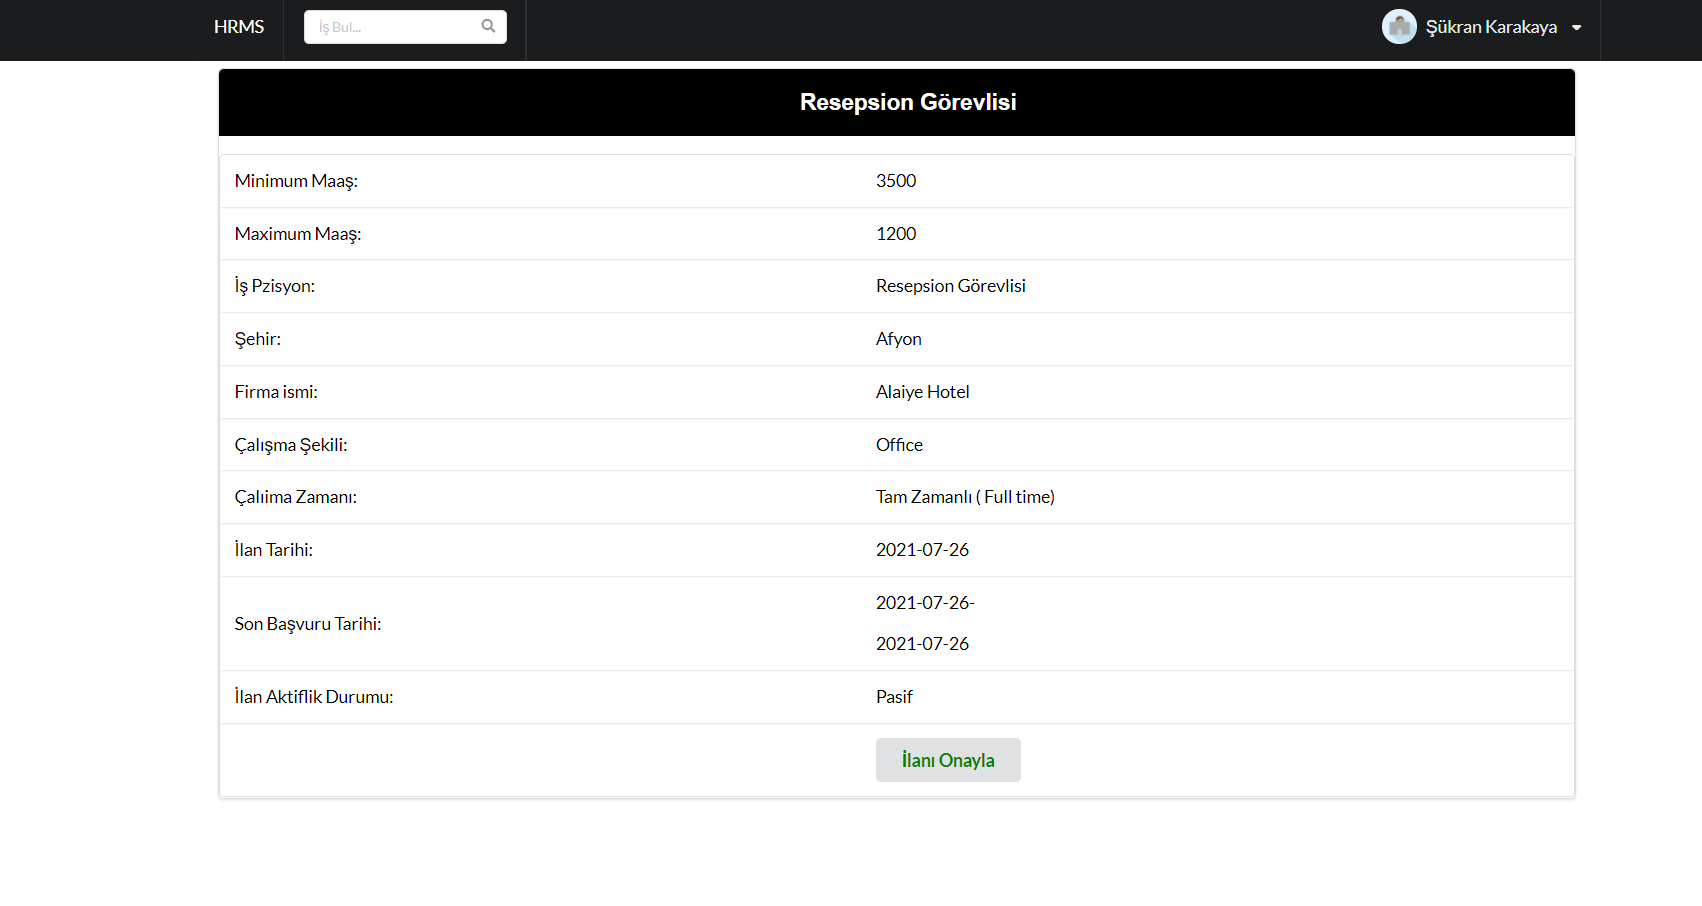 HRMS
İş Bul...
Şükran Karakaya
Resepsion Görevlisi
Minimum Maaş: 3500
Maximum Maaş: 1200
İş Pzisyon: Resepsion Görevlisi
Şehir: Afyon
Firma ismi: Alaiye Hotel
Çalışma Şekili: Office
Çalıima Zamanı: Tam Zamanlı ( Full time)
İlan Tarihi: 2021-07-26
Son Başvuru Tarihi: 2021-07-26-
2021-07-26
İlan Aktiflik Durumu: Pasif
İlanı Onayla